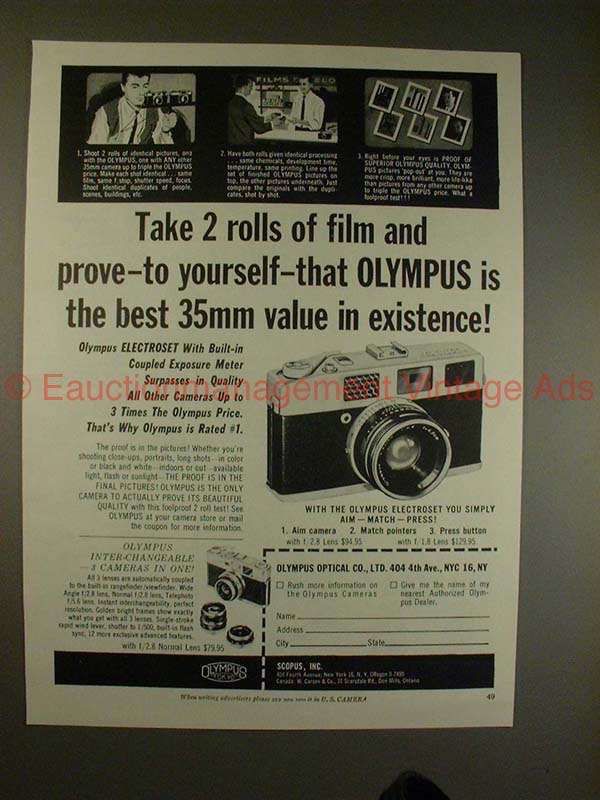 FILMS
1. Shoot 2 rolls of identical pictures, one
with the OLYMPUS, one with ANY other
35mm camera up to triple the OLYMPUS
price. Make each shot identical ... same
film, same f:stop, shutter speed, focus.
Shoot identical duplicates of people,
scenes, buildings, etc.
2. Have both rolls given identical processing
... same chemicals, development time,
temperature, same printing. Line up the
set of finished OLYMPUS pictures on
top, the other pictures underneath. Just
compare the originals with the dupli-
cates, shot by shot.
3. Right before your eyes is PROOF OF
SUPERIOR OLYMPUS QUALITY. OLYM-
PUS pictures 'pop-out' at you. They are
more crisp, more brilliant, more life-like
than pictures from any other camera up
to triple the OLYMPUS price. What a
foolproof test!!!
Take 2 rolls of film and
prove-to yourself-that OLYMPUS is
the best 35mm value in existence!
Olympus ELECTROSET With Built-in
Coupled Exposure Meter
Surpasses in Quality
All Other Cameras Up to
3 Times The Olympus Price.
That's Why Olympus is Rated #1.
© Eauctionmanagement Vintage Ads
The proof is in the pictures! Whether you're
shooting close-ups, portraits, long shots—in color
or black and white—indoors or out—available
light, flash or sunlight—THE PROOF IS IN THE
FINAL PICTURES! OLYMPUS IS THE ONLY
CAMERA TO ACTUALLY PROVE ITS BEAUTIFUL
QUALITY with this foolproof 2 roll test! See
OLYMPUS at your camera store or mail
the coupon for more information.
WITH THE OLYMPUS ELECTROSET YOU SIMPLY
AIM — MATCH — PRESS!
1. Aim camera 2. Match pointers 3. Press button
with f:2.8 Lens $94.95 with f:1.8 Lens $129.95
OLYMPUS
INTER-CHANGEABLE
—3 CAMERAS IN ONE!
All 3 lenses are automatically coupled
to the built-in rangefinder/viewfinder. Wide
Angle f/2.8 lens, Normal f/2.8 lens, Telephoto
f/5.6 lens. Instant interchangeability, perfect
resolution. Golden bright frames show exactly
what you get with all 3 lenses. Single-stroke
rapid wind lever, shutter to 1/500, built-in flash
sync, 12 more exclusive advanced features.
with f/2.8 Normal Lens $79.95
OLYMPUS OPTICAL CO., LTD. 404 4th Ave., NYC 16, NY
Rush more information on
the Olympus Cameras
Give me the name of my
nearest Authorized Olym-
pus Dealer.
Name
Address
City State
OLYMPUS
SCOPUS, INC.
404 Fourth Avenue, New York 16, N. Y.
Canada: W. Carsen & Co., 31 Scarsdale Rd., Don Mills, Ontario
When writing advertisers please say you saw it in U. S. CAMERA
49